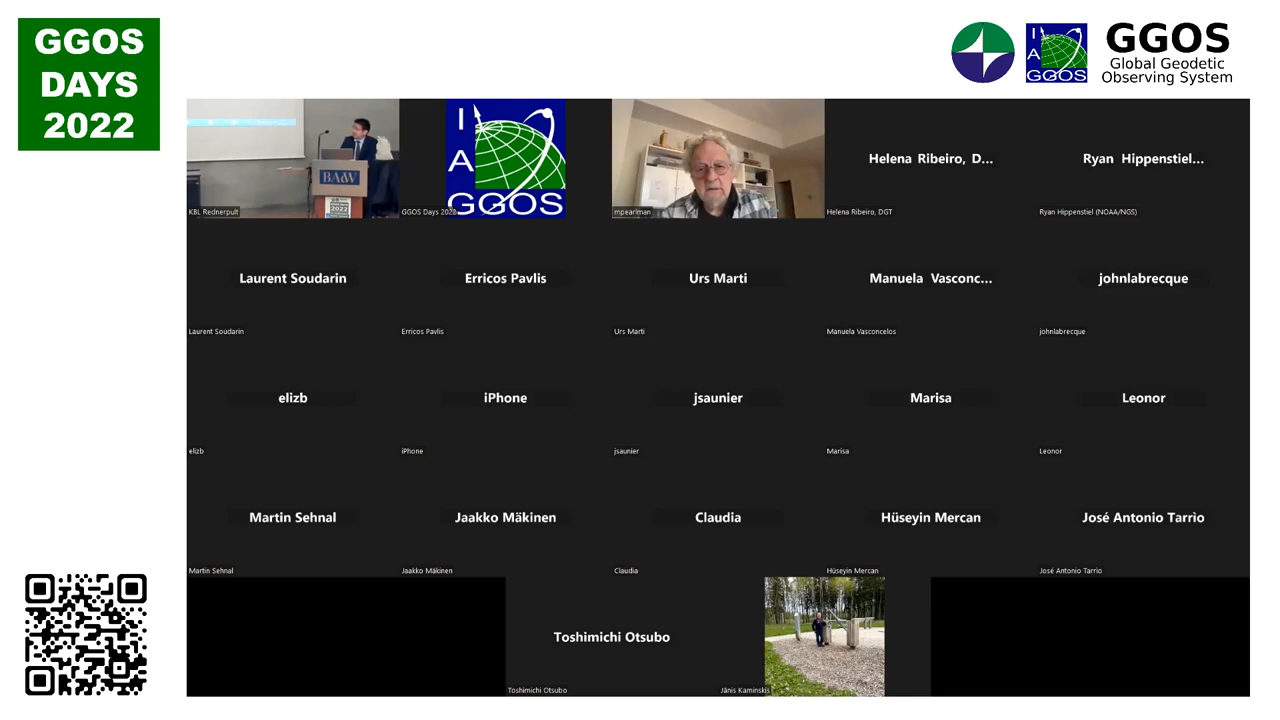 GGOS
DAYS
2022
I
A
GGOS
GGOS
Global Geodetic
Observing System
BAdW
2022
KBL Rednerpult
I
A
GGOS
GGOS Days 2022
mpearlman
Helena Ribeiro, D...
Helena Ribeiro, DGT
Ryan Hippenstiel...
Ryan Hippenstiel (NOAA/NGS)
Laurent Soudarin
Laurent Soudarin
Erricos Pavlis
Erricos Pavlis
Urs Marti
Urs Marti
Manuela Vasconc...
Manuela Vasconcelos
johnlabrecque
johnlabrecque
elizb
elizb
iPhone
iPhone
jsaunier
jsaunier
Marisa
Marisa
Leonor
Leonor
Martin Sehnal
Martin Sehnal
Jaakko Mäkinen
Jaakko Mäkinen
Claudia
Claudia
Hüseyin Mercan
Hüseyin Mercan
José Antonio Tarrìo
José Antonio Tarrìo
Toshimichi Otsubo
Toshimichi Otsubo
Jānis Kaminskis